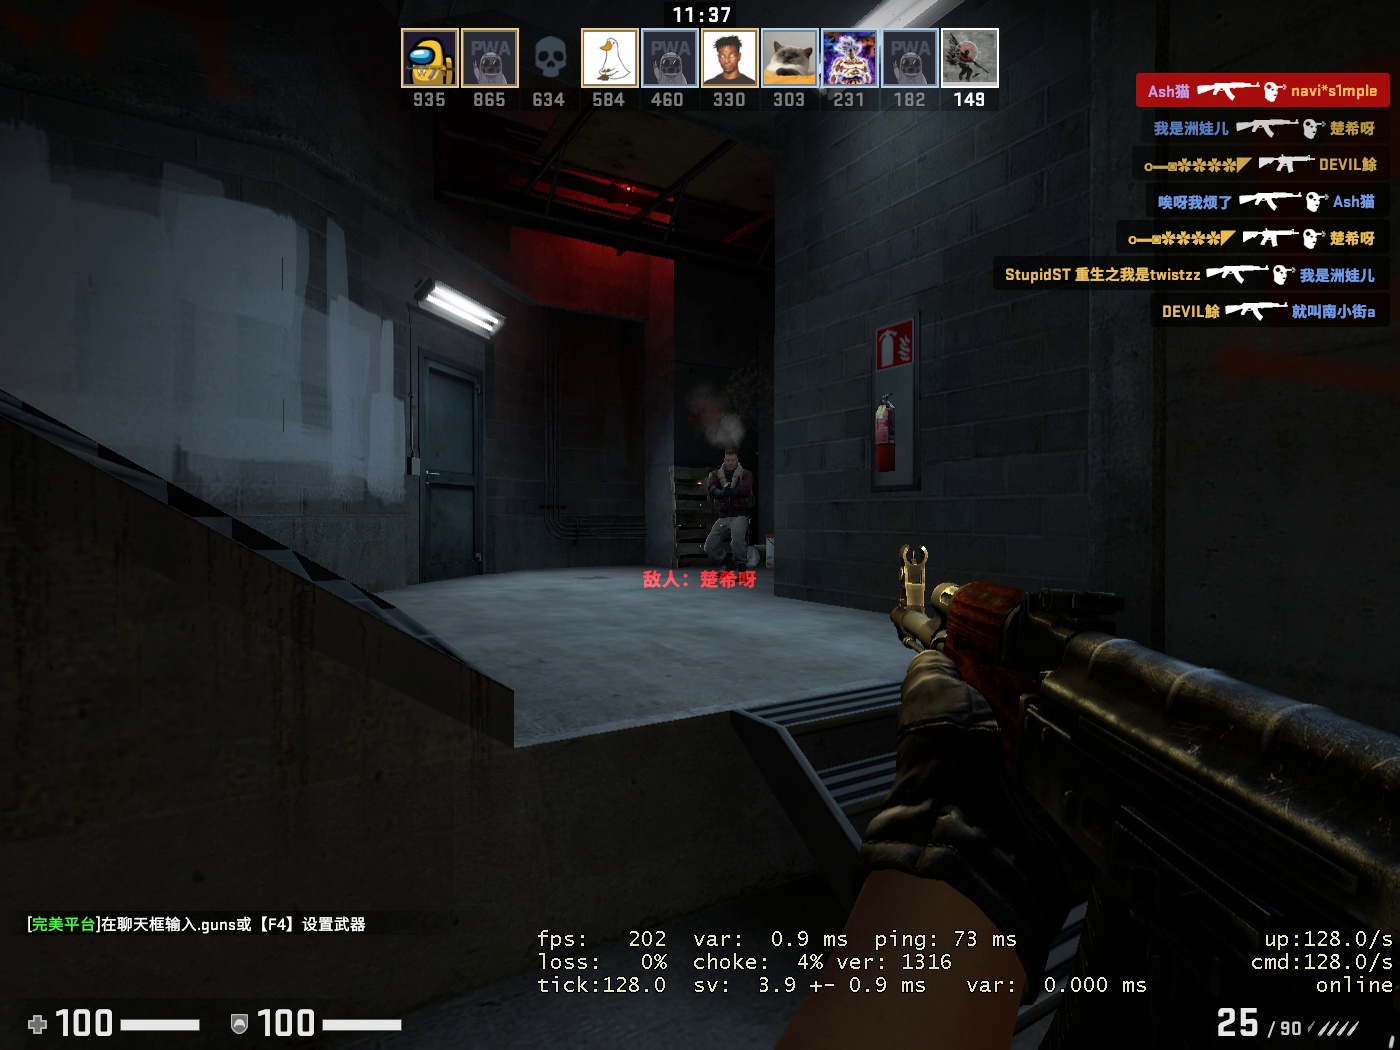 11:37
PWA PWA PWA
935 865 634 584 460 330 303 231 182 149
Ash猫 navi*s1mple
我是洲娃儿 楚希呀
DEVIL餘
唉呀我烦了 Ash猫
楚希呀
StupidST 重生之我是twistzz 我是洲娃儿
DEVIL餘 就叫南小街a
敌人：楚希呀
[完美平台]在聊天框输入.guns或【F4】设置武器
fps: 202 var: 0.9 ms ping: 73 ms
loss: 0% choke: 4% ver: 1316
tick:128.0 sv: 3.9 +- 0.9 ms var: 0.000 ms
up:128.0/s
cmd:128.0/s
online
100 100
25 / 90